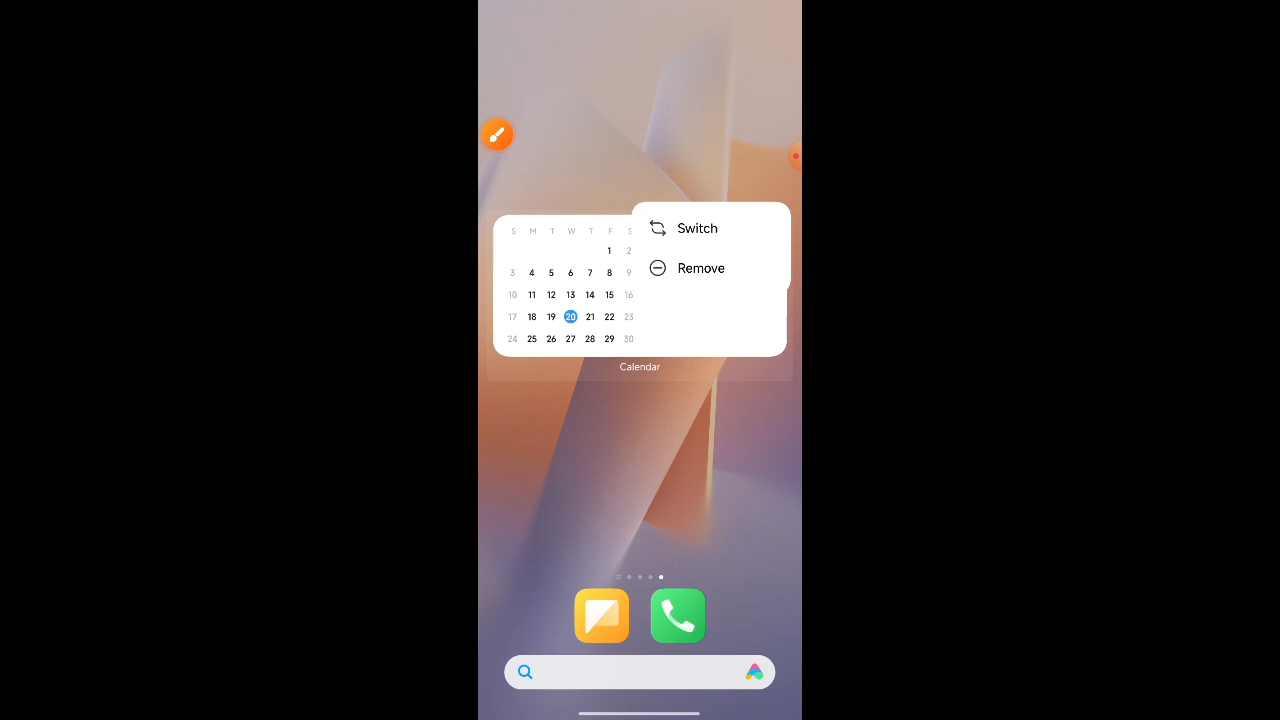 S M T W T F S
1 2
3 4 5 6 7 8 9
10 11 12 13 14 15 16
17 18 19 20 21 22 23
24 25 26 27 28 29 30
Switch
Remove
Calendar